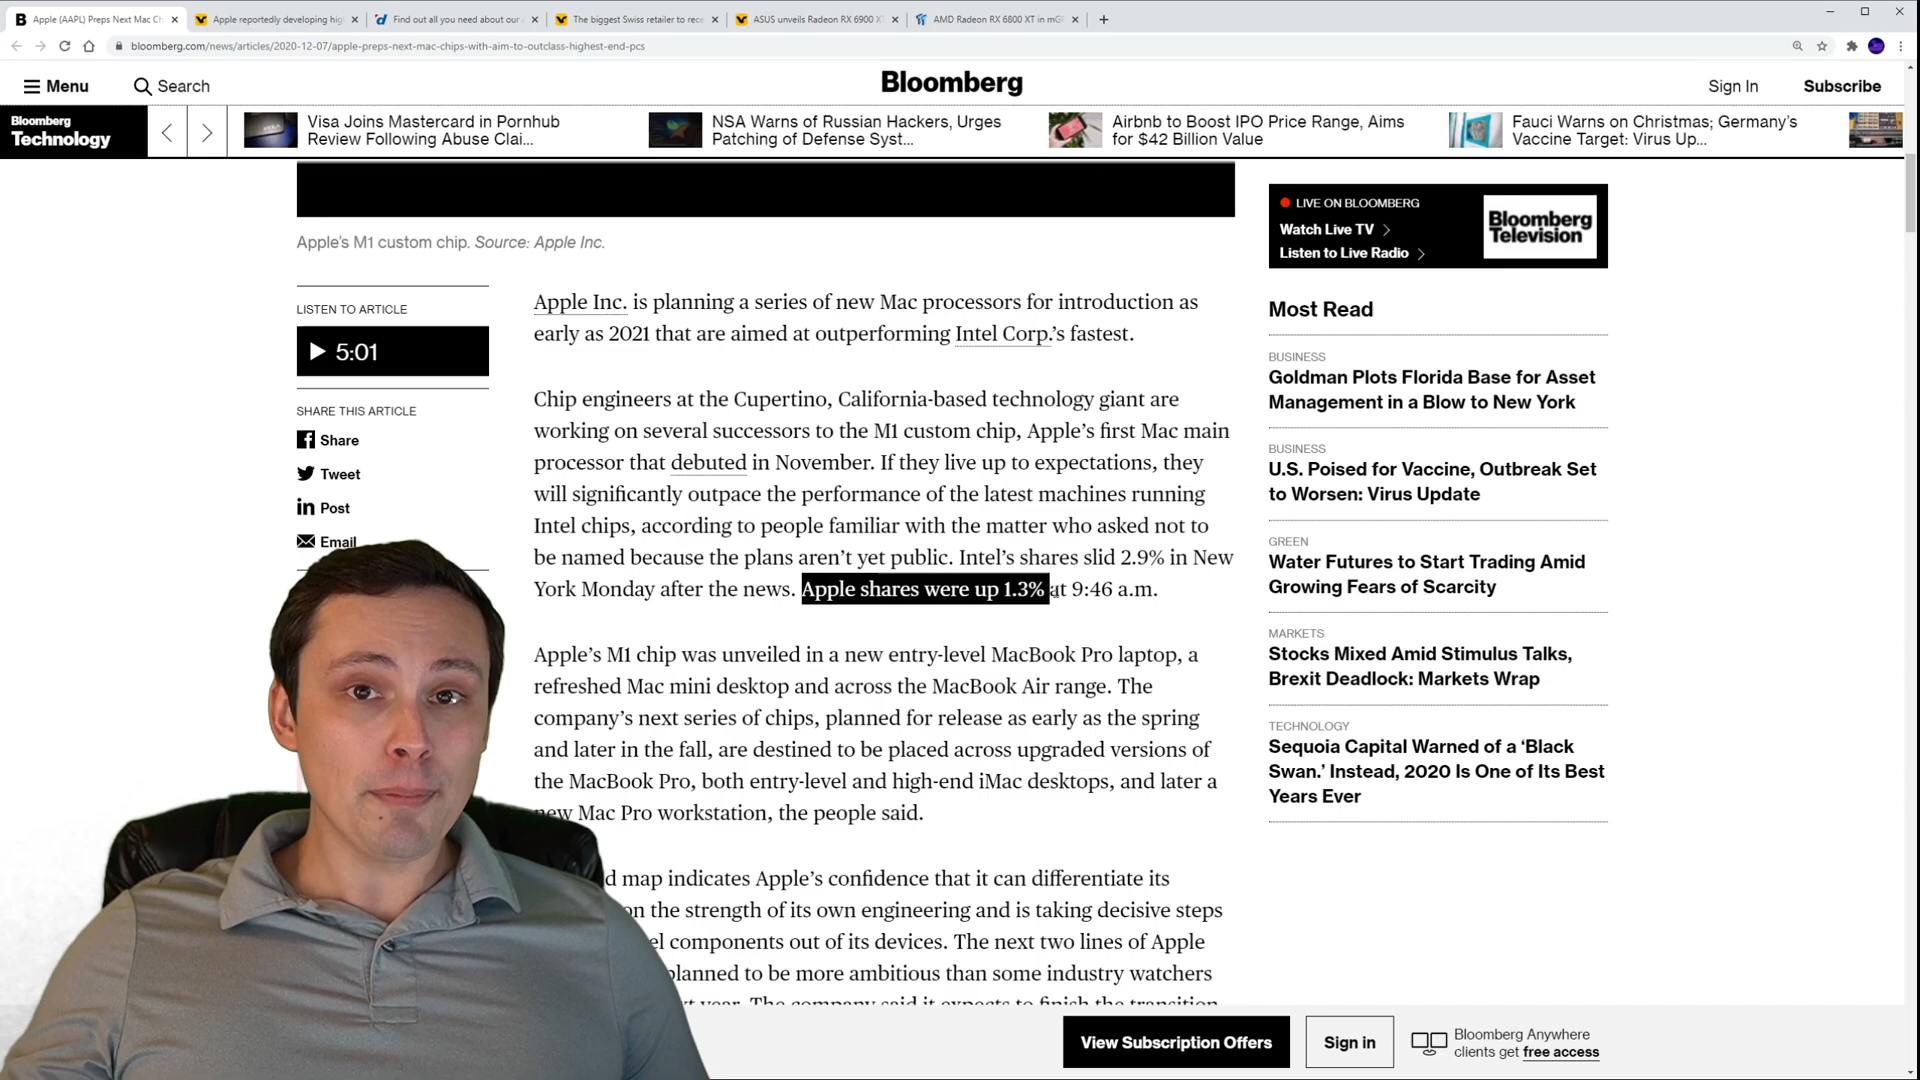 Apple (AAPL) Preps Next Mac Ch
Apple reportedly developing hig
Find out all you need about our
The biggest Swiss retailer to rece
ASUS unveils Radeon RX 6900 XT
AMD Radeon RX 6800 XT in mG
bloomberg.com/news/articles/2020-12-07/apple-preps-next-mac-chips-with-aim-to-outclass-highest-end-pcs
Menu
Search
Bloomberg
Sign In
Subscribe
Bloomberg
Technology
Visa Joins Mastercard in Pornhub
Review Following Abuse Clai...
NSA Warns of Russian Hackers, Urges
Patching of Defense Syst...
Airbnb to Boost IPO Price Range, Aims
for $42 Billion Value
Fauci Warns on Christmas; Germany's
Vaccine Target: Virus Up...
Apple's M1 custom chip. Source: Apple Inc.
LISTEN TO ARTICLE
5:01
SHARE THIS ARTICLE
Share
Tweet
Post
Email
Apple Inc. is planning a series of new Mac processors for introduction as
early as 2021 that are aimed at outperforming Intel Corp.'s fastest.
Chip engineers at the Cupertino, California-based technology giant are
working on several successors to the M1 custom chip, Apple's first Mac main
processor that debuted in November. If they live up to expectations, they
will significantly outpace the performance of the latest machines running
Intel chips, according to people familiar with the matter who asked not to
be named because the plans aren't yet public. Intel's shares slid 2.9% in New
York Monday after the news. Apple shares were up 1.3% at 9:46 a.m.
Apple's M1 chip was unveiled in a new entry-level MacBook Pro laptop, a
refreshed Mac mini desktop and across the MacBook Air range. The
company's next series of chips, planned for release as early as the spring
and later in the fall, are destined to be placed across upgraded versions of
the MacBook Pro, both entry-level and high-end iMac desktops, and later a
new Mac Pro workstation, the people said.
map indicates Apple's confidence that it can differentiate its
on the strength of its own engineering and is taking decisive steps
components out of its devices. The next two lines of Apple
planned to be more ambitious than some industry watchers
year. The company said it expects to finish the transition
LIVE ON BLOOMBERG
Watch Live TV
Listen to Live Radio
Bloomberg
Television
Most Read
BUSINESS
Goldman Plots Florida Base for Asset
Management in a Blow to New York
BUSINESS
U.S. Poised for Vaccine, Outbreak Set
to Worsen: Virus Update
GREEN
Water Futures to Start Trading Amid
Growing Fears of Scarcity
MARKETS
Stocks Mixed Amid Stimulus Talks,
Brexit Deadlock: Markets Wrap
TECHNOLOGY
Sequoia Capital Warned of a 'Black
Swan.' Instead, 2020 Is One of Its Best
Years Ever
View Subscription Offers
Sign in
Bloomberg Anywhere
clients get free access